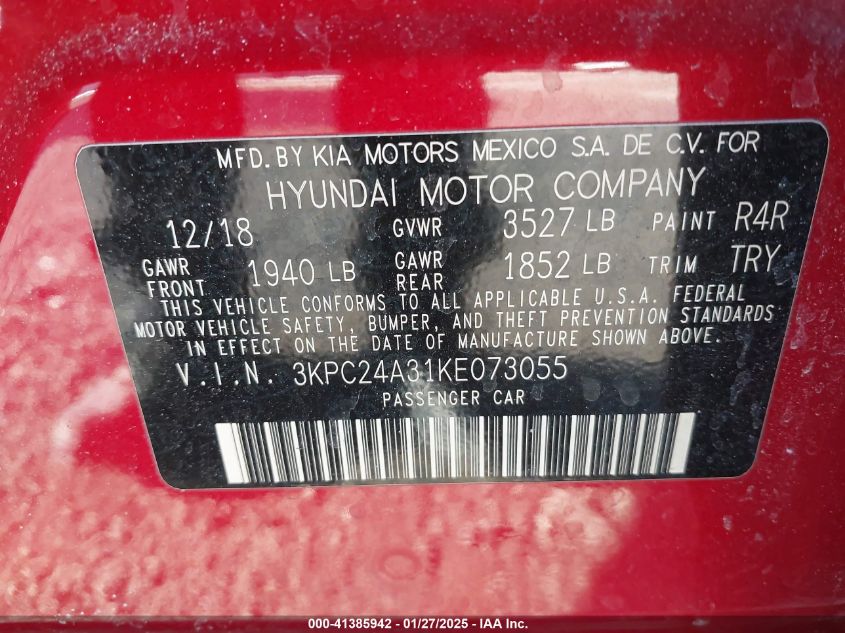 MFD. BY KIA MOTORS MEXICO S.A. DE C.V. FOR
HYUNDAI MOTOR COMPANY
12/18 GVWR 3527 LB PAINT R4R
GAWR FRONT 1940 LB GAWR REAR 1852 LB TRIM TRY
THIS VEHICLE CONFORMS TO ALL APPLICABLE U.S.A. FEDERAL
MOTOR VEHICLE SAFETY, BUMPER, AND THEFT PREVENTION STANDARDS
IN EFFECT ON THE DATE OF MANUFACTURE SHOWN ABOVE.
V.I.N. 3KPC24A31KE073055
PASSENGER CAR
000-41385942 - 01/27/2025 - IAA Inc.